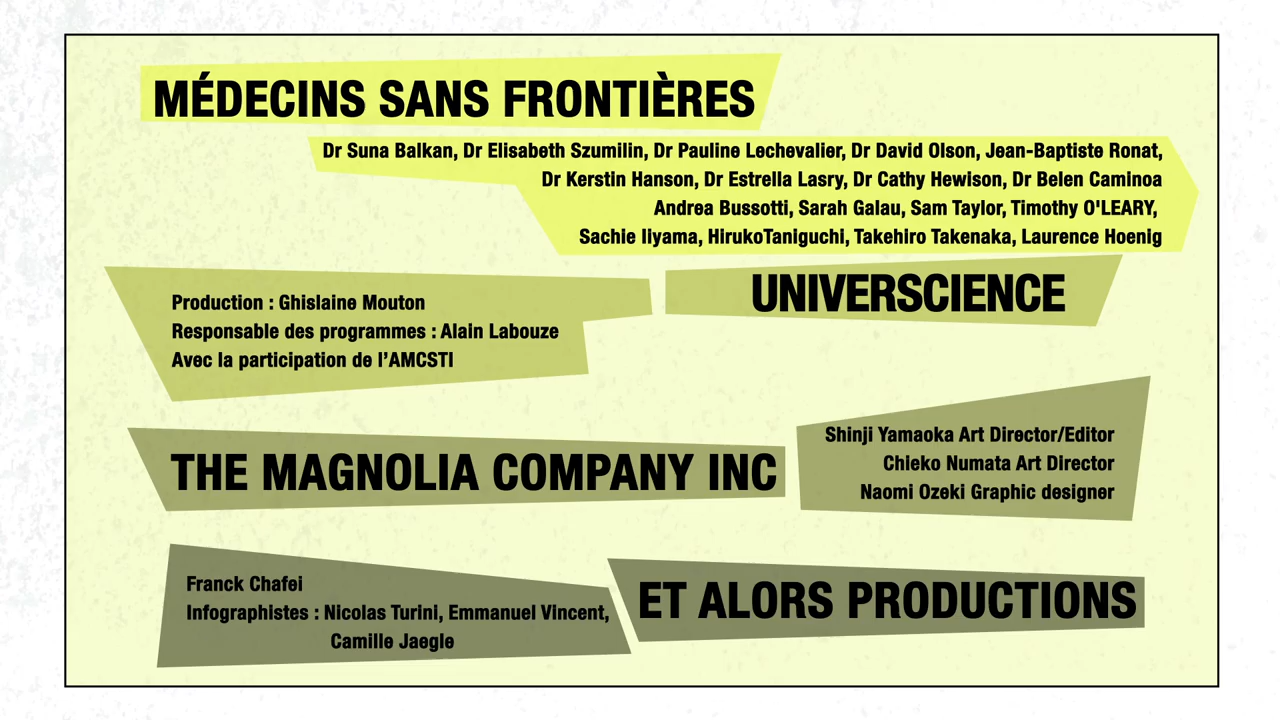 MÉDECINS SANS FRONTIÈRES
Dr Suna Balkan, Dr Elisabeth Szumilin, Dr Pauline Lechevalier, Dr David Olson, Jean-Baptiste Ronat,
Dr Kerstin Hanson, Dr Estrella Lasry, Dr Cathy Hewison, Dr Belen Caminoa
Andrea Bussotti, Sarah Galau, Sam Taylor, Timothy O'LEARY,
Sachie Iiyama, HirukoTaniguchi, Takehiro Takenaka, Laurence Hoenig
UNIVERSCIENCE
Production : Ghislaine Mouton
Responsable des programmes : Alain Labouze
Avec la participation de l’AMCSTI
THE MAGNOLIA COMPANY INC
Shinji Yamaoka Art Director/Editor
Chieko Numata Art Director
Naomi Ozeki Graphic designer
ET ALORS PRODUCTIONS
Franck Chafei
Infographistes : Nicolas Turini, Emmanuel Vincent,
Camille Jaegle